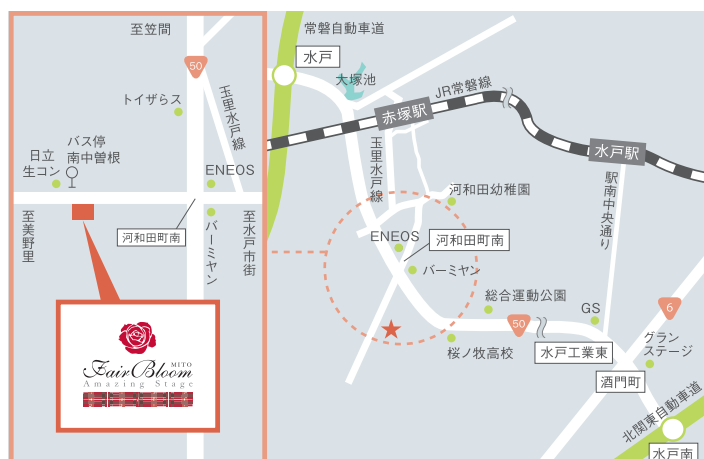 至笠間
50
トイザらス
玉里水戸線
バス停
南中曽根
日立
生コン
ENEOS
至美野里
河和田町南
バーミヤン
至水戸市街
MITO
Fair Bloom
Amazing Stage
常磐自動車道
水戸
大塚池
JR常磐線
赤塚駅
水戸駅
玉里水戸線
駅南中央通り
河和田幼稚園
ENEOS
河和田町南
バーミヤン
総合運動公園
50
GS
6
桜ノ牧高校
水戸工業東
グラン
ステージ
酒門町
北関東自動車道
水戸南